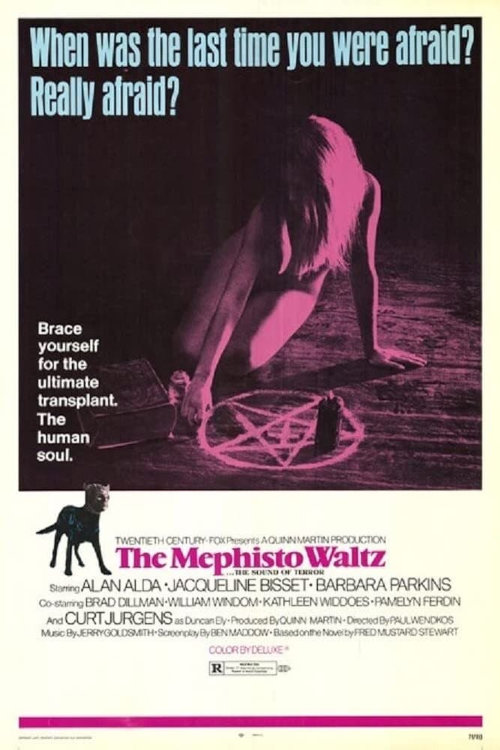 When was the last time you were afraid?
Really afraid?
Brace
yourself
for the
ultimate
transplant.
The
human
soul.
TWENTIETH CENTURY-FOX Presents A QUINN MARTIN PRODUCTION
The Mephisto Waltz
...THE SOUND OF TERROR
Starring ALAN ALDA · JACQUELINE BISSET · BARBARA PARKINS
Co-starring BRAD DILLMAN · WILLIAM WINDOM · KATHLEEN WIDDOES · PAMELYN FERDIN
And CURT JURGENS as Duncan Ely · Produced By QUINN MARTIN · Directed By PAUL WENDKOS
Music By JERRY GOLDSMITH · Screenplay By BEN MADDOW · Based on the Novel by FRED MUSTARD STEWART
COLOR BY DELUXE®
R
RESTRICTED